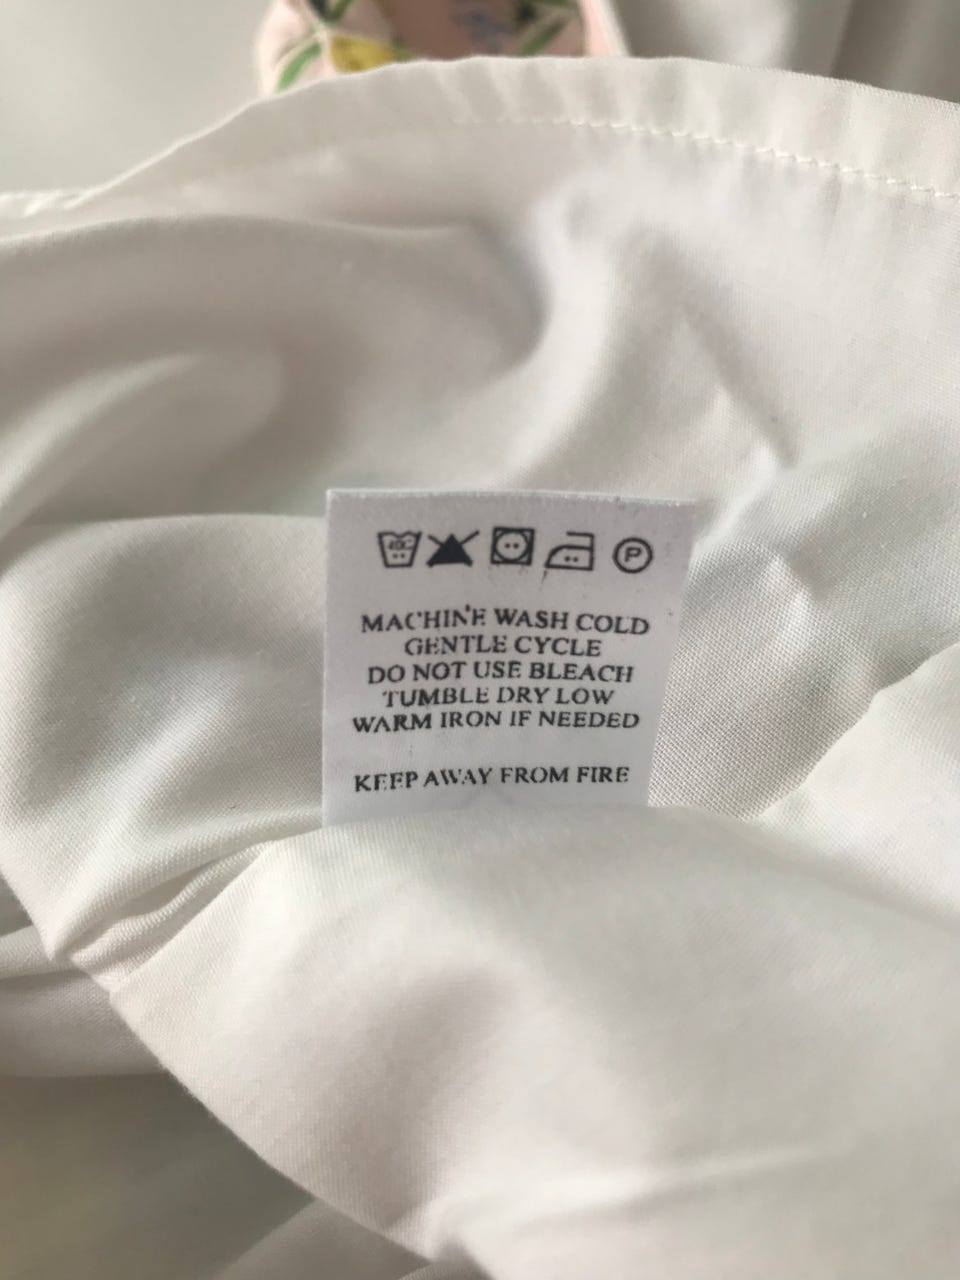 40C
P
MACHINE WASH COLD
GENTLE CYCLE
DO NOT USE BLEACH
TUMBLE DRY LOW
WARM IRON IF NEEDED
KEEP AWAY FROM FIRE